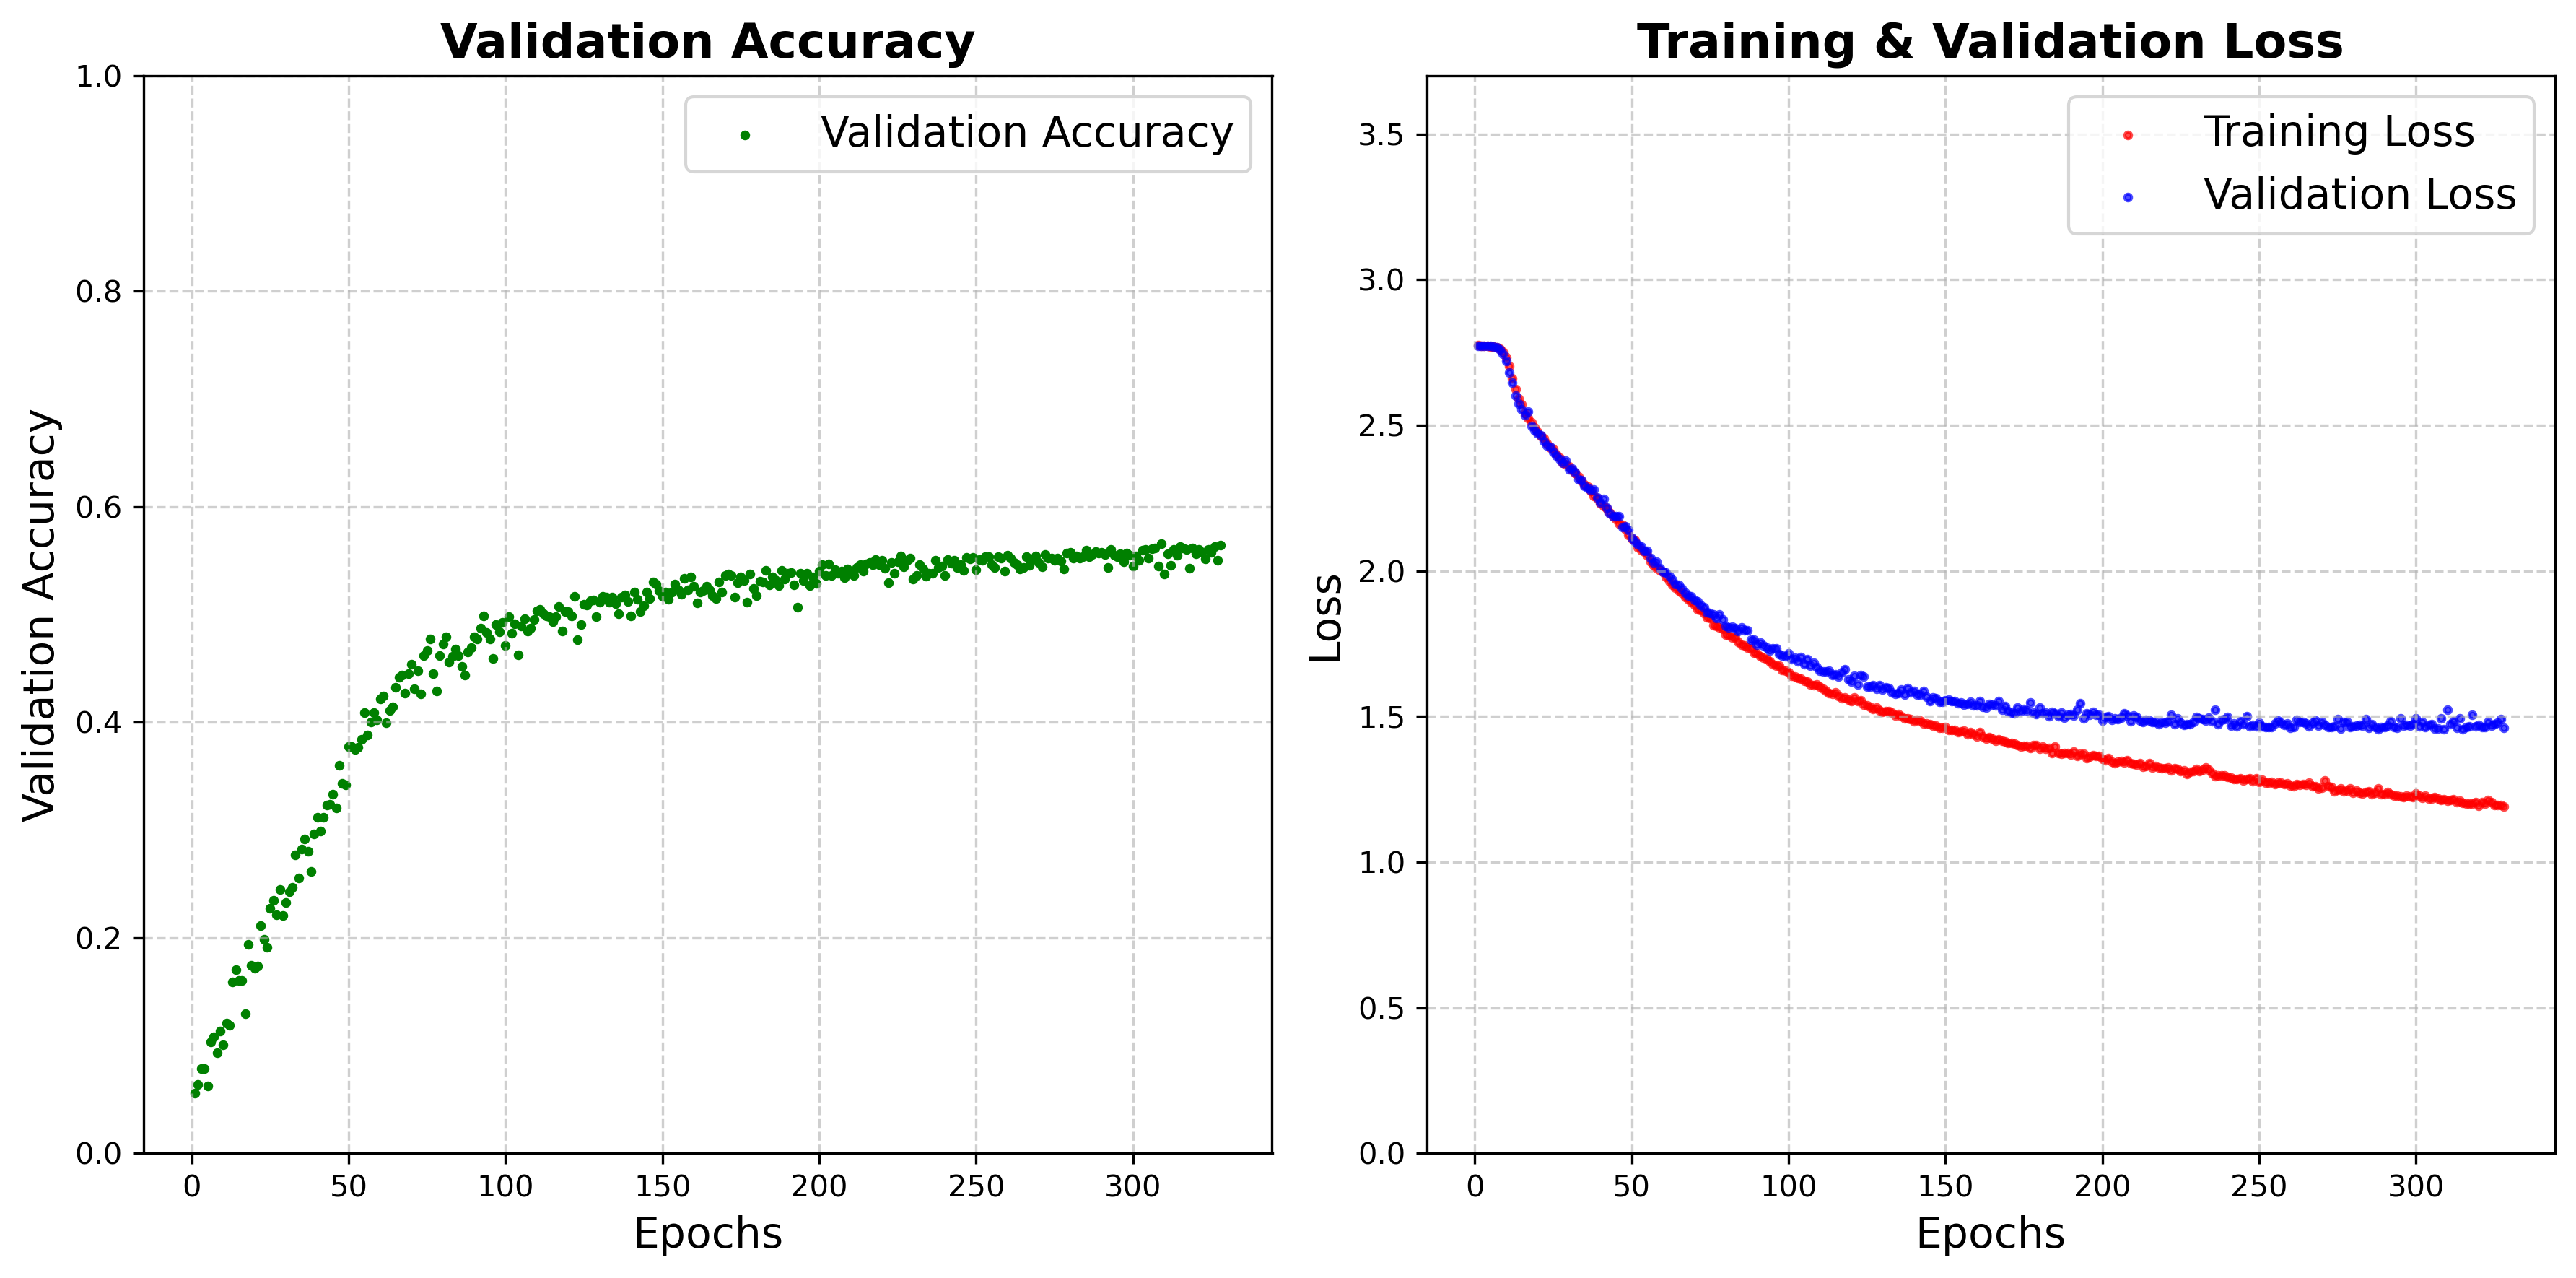 Validation Accuracy
1.0
0.8
0.6
0.4
0.2
0.0
Validation Accuracy
Validation Accuracy
0 50 100 150 200 250 300
Epochs
Training & Validation Loss
3.5
3.0
2.5
2.0
1.5
1.0
0.5
0.0
Loss
Training Loss
Validation Loss
0 50 100 150 200 250 300
Epochs